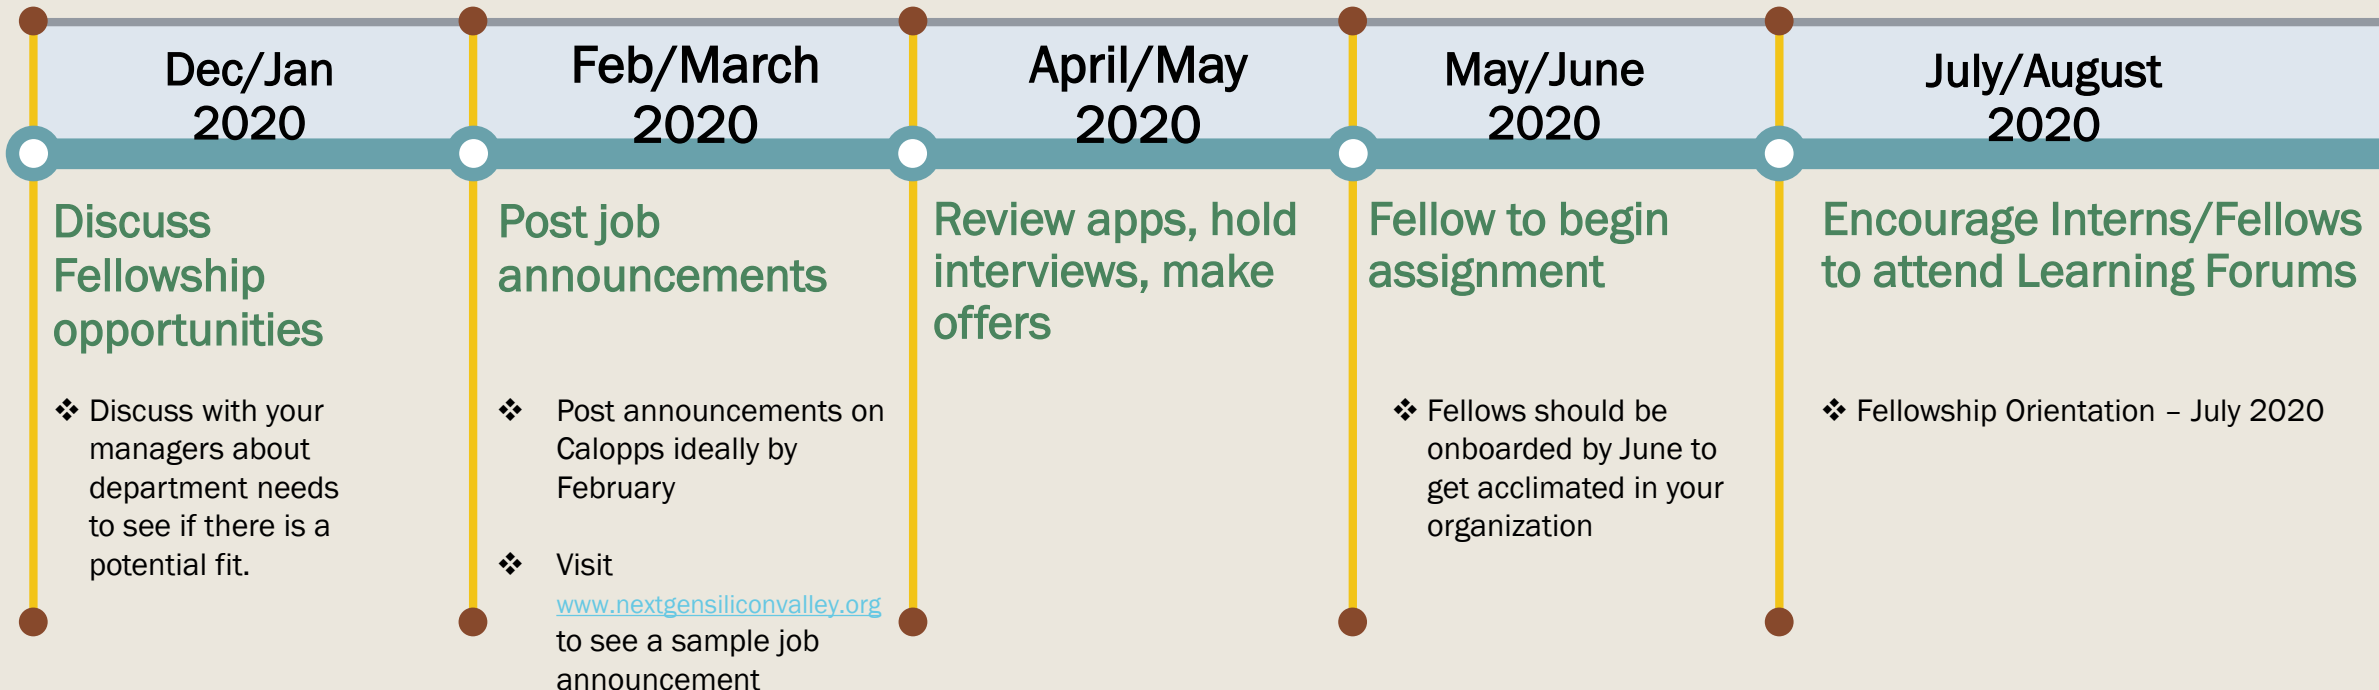 Dec/Jan
2020
Feb/March
2020
April/May
2020
May/June
2020
July/August
2020
Discuss
Fellowship
opportunities
❖ Discuss with your
managers about
department needs
to see if there is a
potential fit.
Post job
announcements
❖ Post announcements on
Calopps ideally by
February
❖ Visit
www.nextgensiliconvalley.org
to see a sample job
announcement
Review apps, hold
interviews, make
offers
Fellow to begin
assignment
❖ Fellows should be
onboarded by June to
get acclimated in your
organization
Encourage Interns/Fellows
to attend Learning Forums
❖ Fellowship Orientation – July 2020